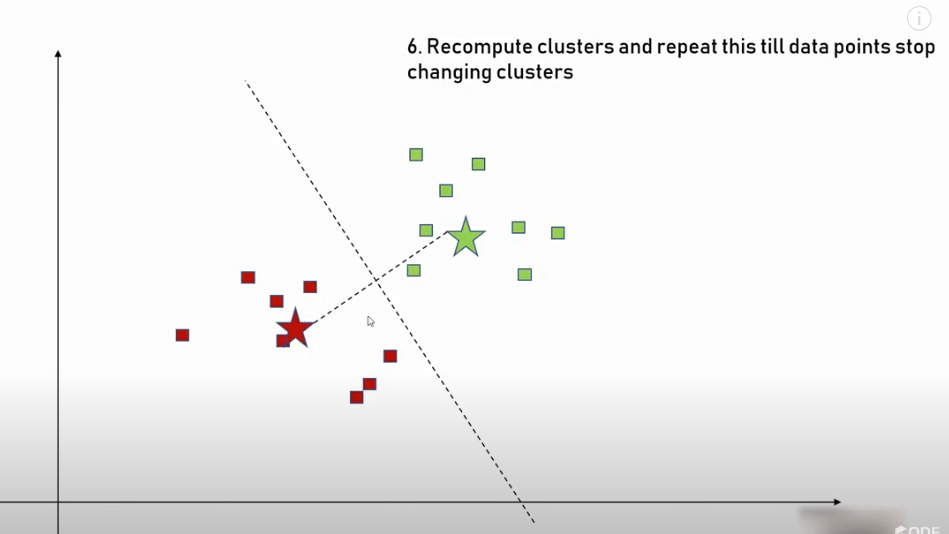 6. Recompute clusters and repeat this till data points stop
changing clusters